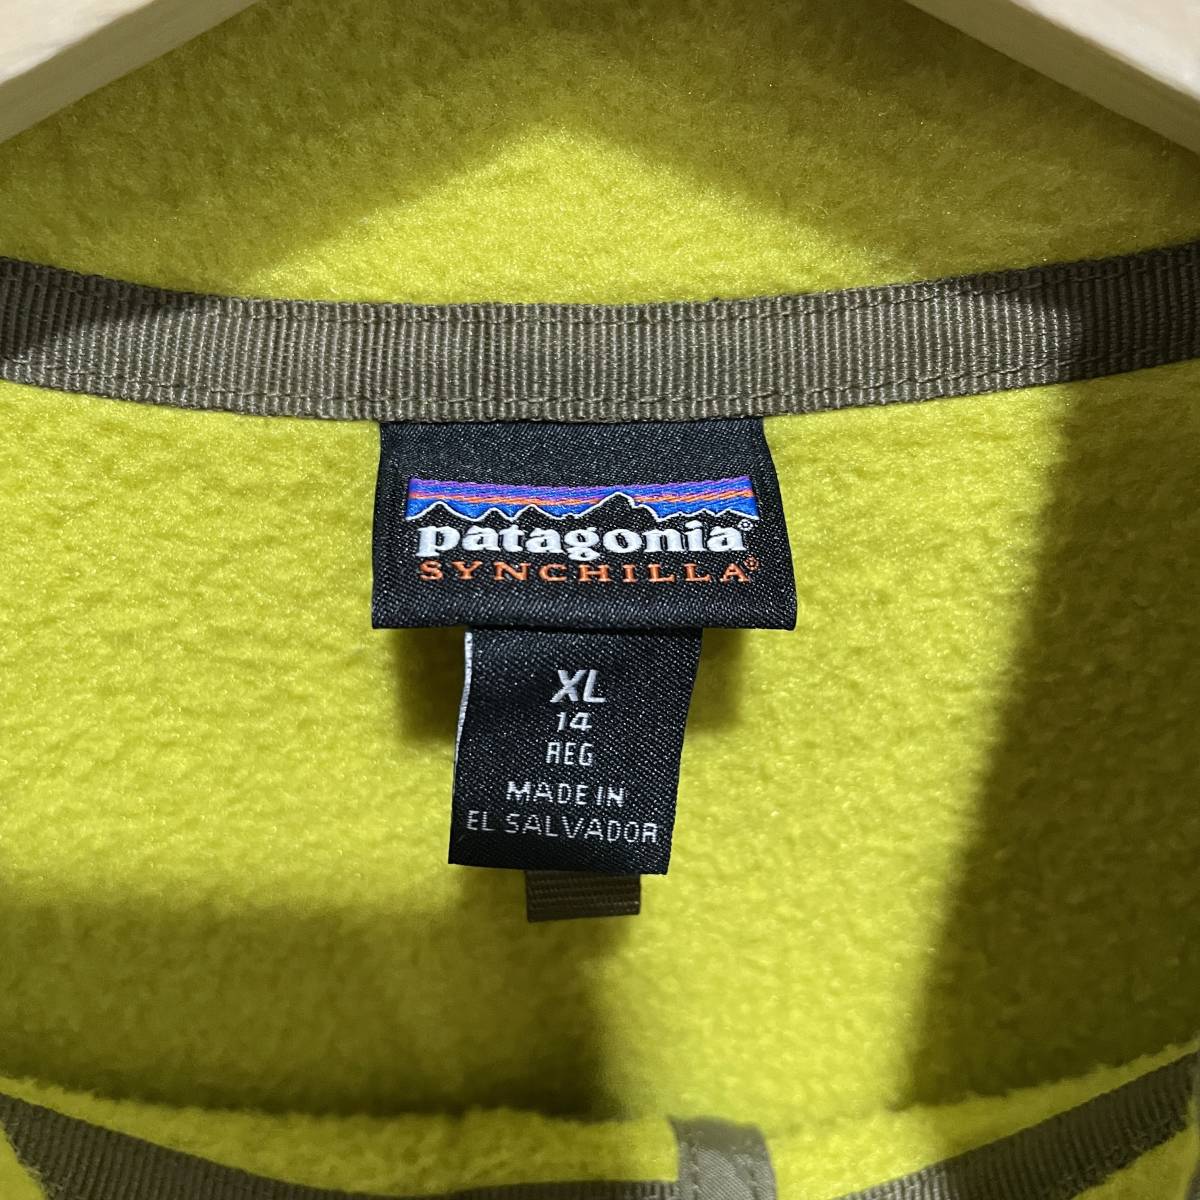 patagonia®
SYNCHILLA®
XL
14
REG
MADE IN
EL SALVADOR